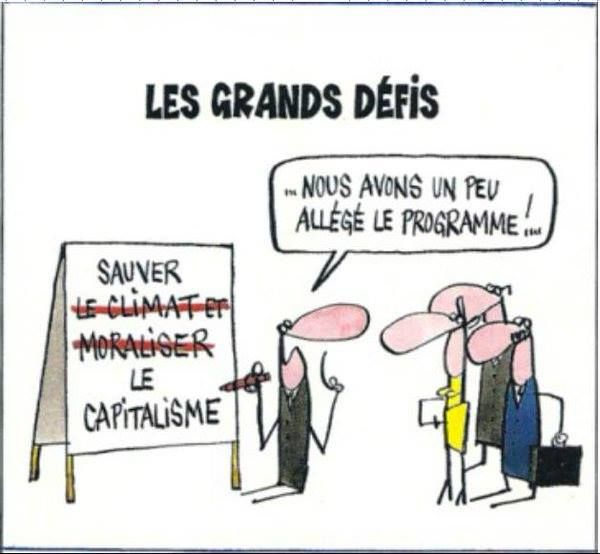 LES GRANDS DÉFIS
... NOUS AVONS UN PEU
ALLÉGÉ LE PROGRAMME !...
SAUVER
LE CLIMAT ET
MORALISER
LE
CAPITALISME